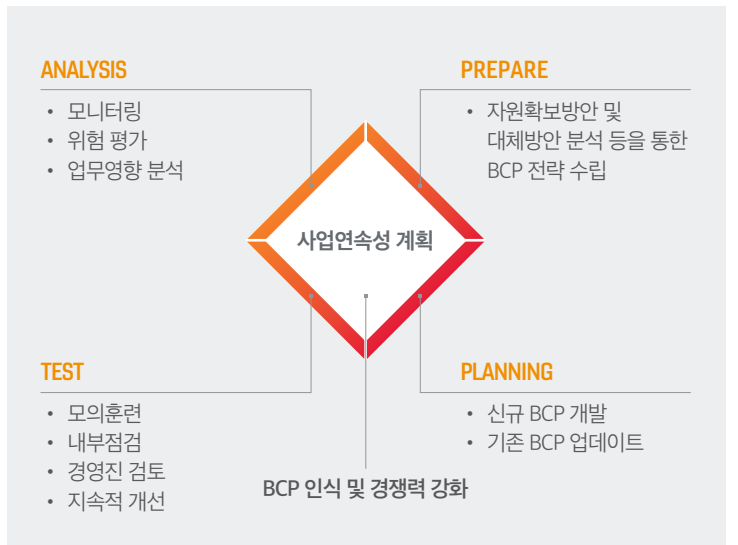 ANALYSIS
• 모니터링
• 위험 평가
• 업무영향 분석
PREPARE
• 자원확보방안 및
대체방안 분석 등을 통한
BCP 전략 수립
사업연속성 계획
TEST
• 모의훈련
• 내부점검
• 경영진 검토
• 지속적 개선
PLANNING
• 신규 BCP 개발
• 기존 BCP 업데이트
BCP 인식 및 경쟁력 강화